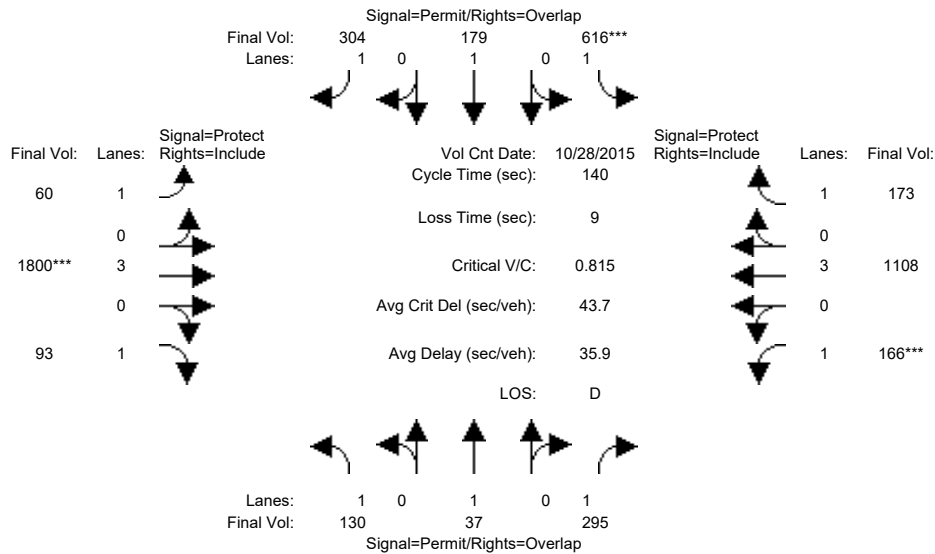 Signal=Permit/Rights=Overlap
Final Vol: 304 179 616***
Lanes: 1 0 1 0 1
Signal=Protect Signal=Protect
Final Vol: Lanes: Rights=Include Vol Cnt Date: 10/28/2015 Rights=Include Lanes: Final Vol:
Cycle Time (sec): 140
60 1 1 173
Loss Time (sec): 9
0 0
1800*** 3 Critical V/C: 0.815 3 1108
0 Avg Crit Del (sec/veh): 43.7 0
93 1 Avg Delay (sec/veh): 35.9 1 166***
LOS: D
Lanes: 1 0 1 0 1
Final Vol: 130 37 295
Signal=Permit/Rights=Overlap